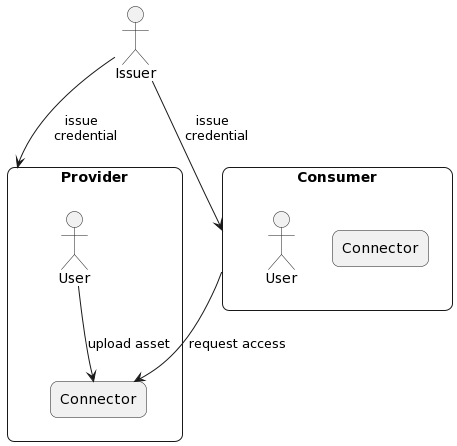 Issuer
issue
credential
issue
credential
Provider
Consumer
User
User
Connector
upload asset
request access
Connector